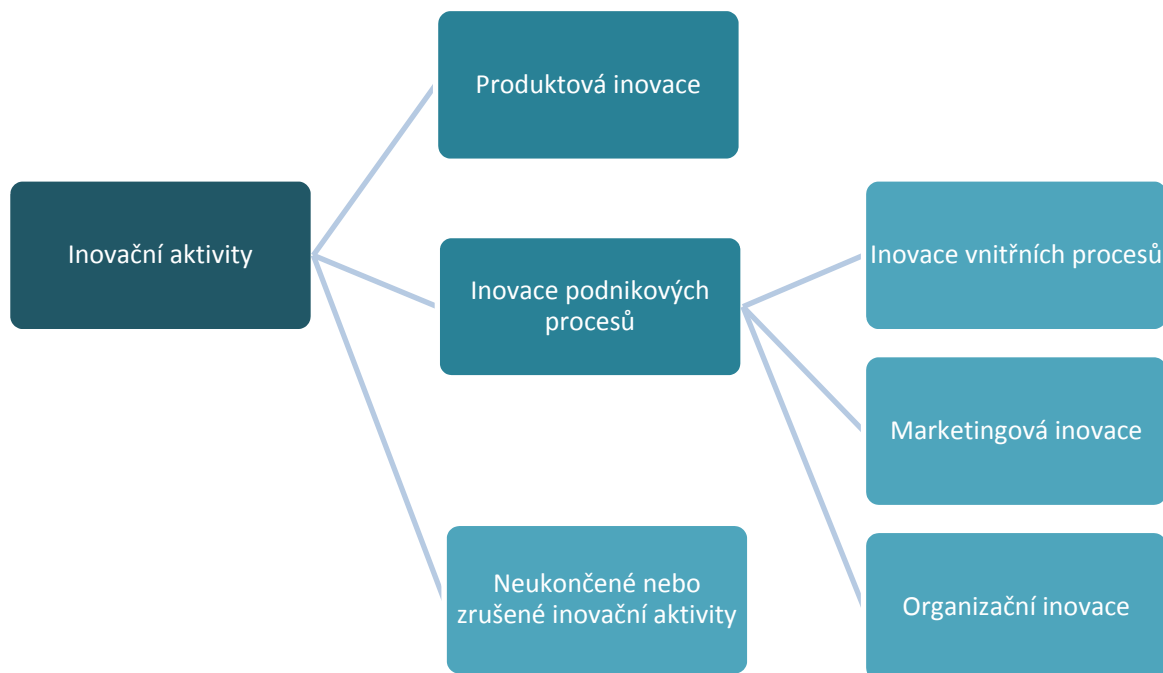 Produktová inovace
Inovační aktivity
Inovace podnikových
procesů
Neukončené nebo
zrušené inovační aktivity
Inovace vnitřních procesů
Marketingová inovace
Organizační inovace